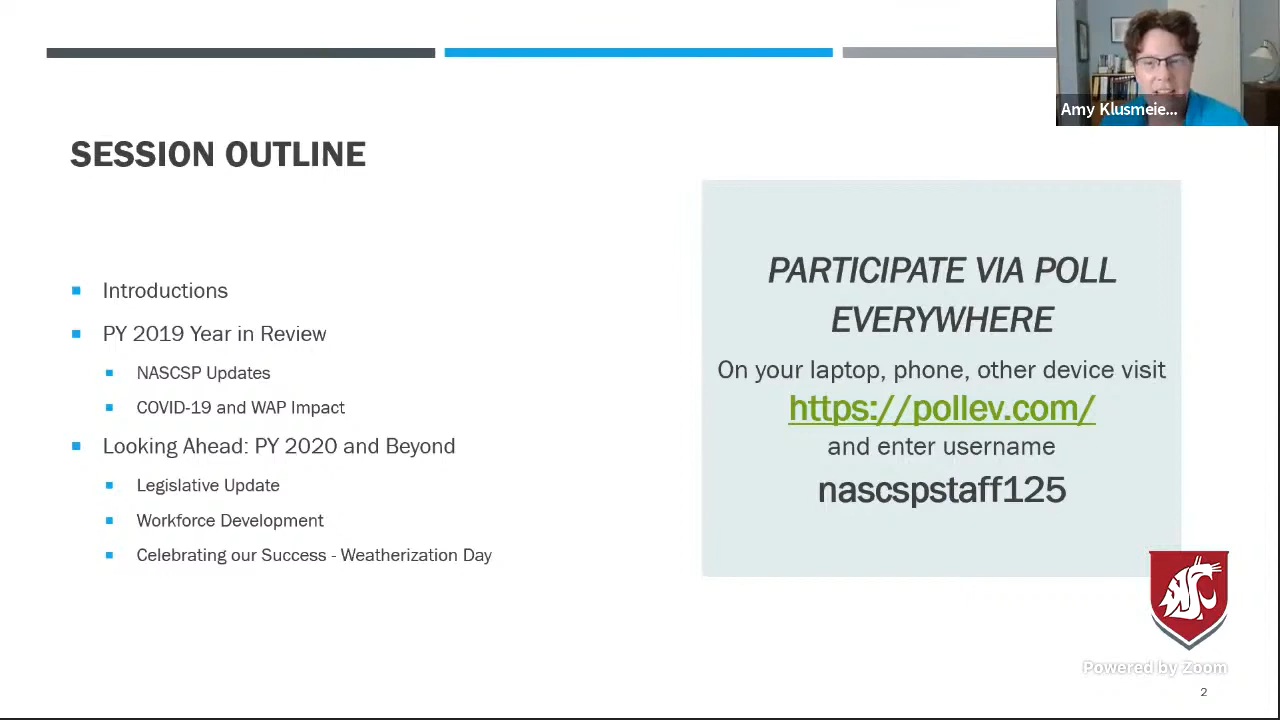 Amy Klusmeie...
SESSION OUTLINE
Introductions
PY 2019 Year in Review
NASCSP Updates
COVID-19 and WAP Impact
Looking Ahead: PY 2020 and Beyond
Legislative Update
Workforce Development
Celebrating our Success - Weatherization Day
PARTICIPATE VIA POLL
EVERYWHERE
On your laptop, phone, other device visit
https://pollev.com/
and enter username
nascspstaff125
Powered by Zoom
2